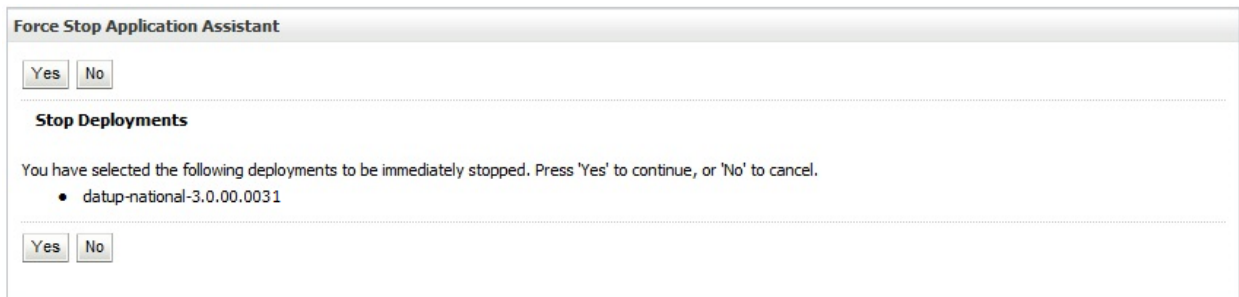 Force Stop Application Assistant
Yes No
Stop Deployments
You have selected the following deployments to be immediately stopped. Press 'Yes' to continue, or 'No' to cancel.
• datup-national-3.0.00.0031
Yes No